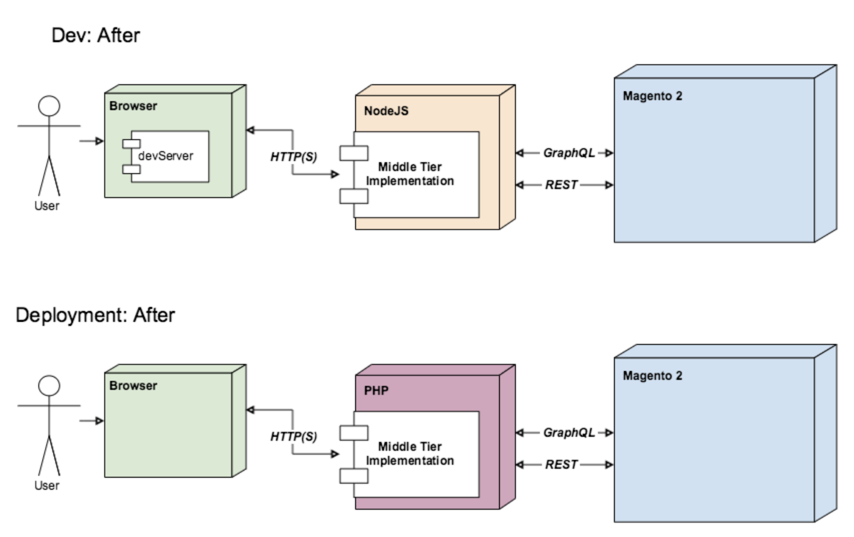 Dev: After
Browser
devServer
User
HTTP(S)
NodeJS
Middle Tier
Implementation
GraphQL
REST
Magento 2
Deployment: After
Browser
User
HTTP(S)
PHP
Middle Tier
Implementation
GraphQL
REST
Magento 2